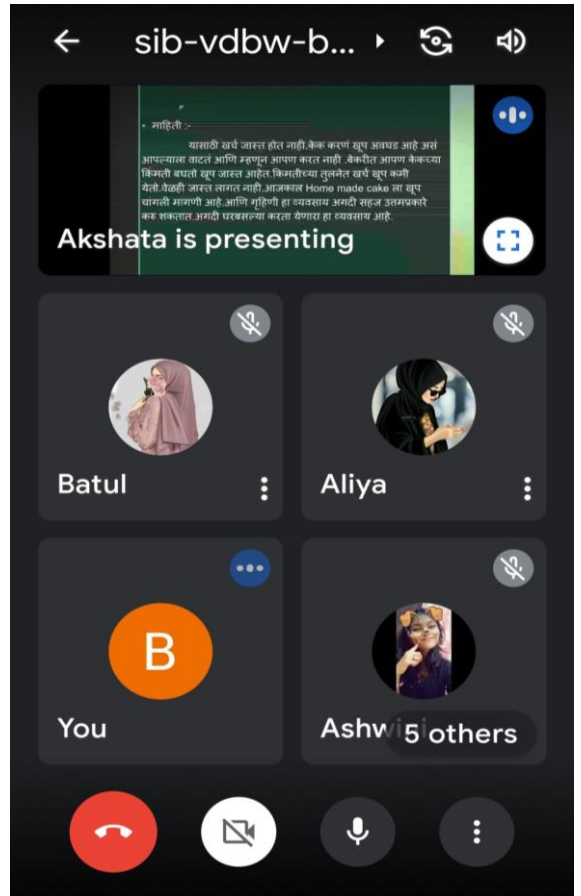 sib-vdbw-b...
• माहिती :-
यासाठी खर्च जास्त होत नाही.केक करणं खूप अवघड आहे असं
आपल्याला वाटतं आणि म्हणून आपण करत नाही .बेकरीत आपण केकच्या
किंमती बघतो खूप जास्त आहेत.किमतीच्या तुलनेत खर्च खूप कमी
येतो.वेळही जास्त लागत नाही.आजकाल Home made cake ला खूप
चांगली मागणी आहे.आणि गृहिणी हा व्यवसाय अगदी सहज उत्तमप्रकारे
करू शकतात.अगदी घरबसल्या करता येणारा हा व्यवसाय आहे.
Akshata is presenting
Batul
Aliya
B
You
Ashwini
5 others